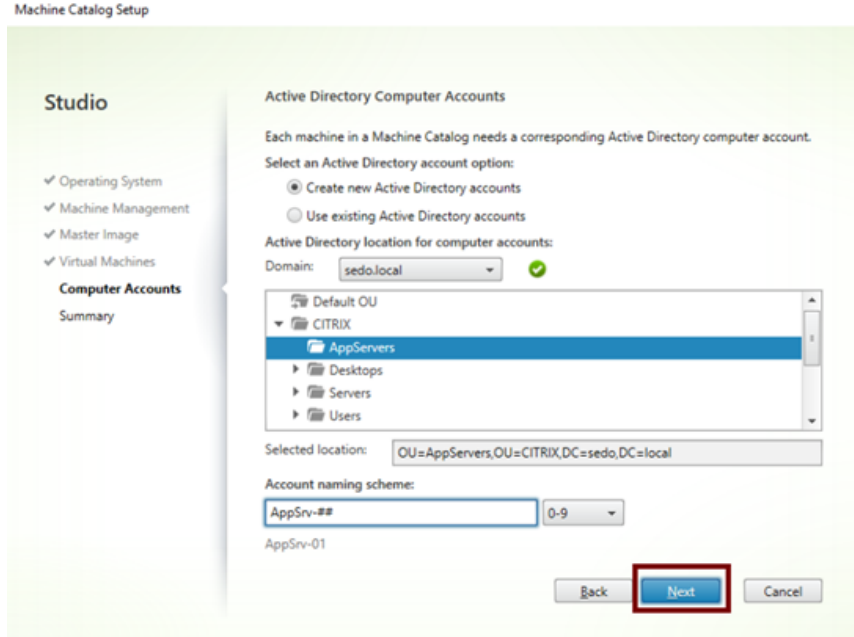 Machine Catalog Setup
Studio
Operating System
Machine Management
Master Image
Virtual Machines
Computer Accounts
Summary
Active Directory Computer Accounts
Each machine in a Machine Catalog needs a corresponding Active Directory computer account.
Select an Active Directory account option:
Create new Active Directory accounts
Use existing Active Directory accounts
Active Directory location for computer accounts:
Domain: sedo.local
Default OU
CITRIX
AppServers
Desktops
Servers
Users
Selected location: OU=AppServers,OU=CITRIX,DC=sedo,DC=local
Account naming scheme:
AppSrv-## 0-9
AppSrv-01
Back Next Cancel